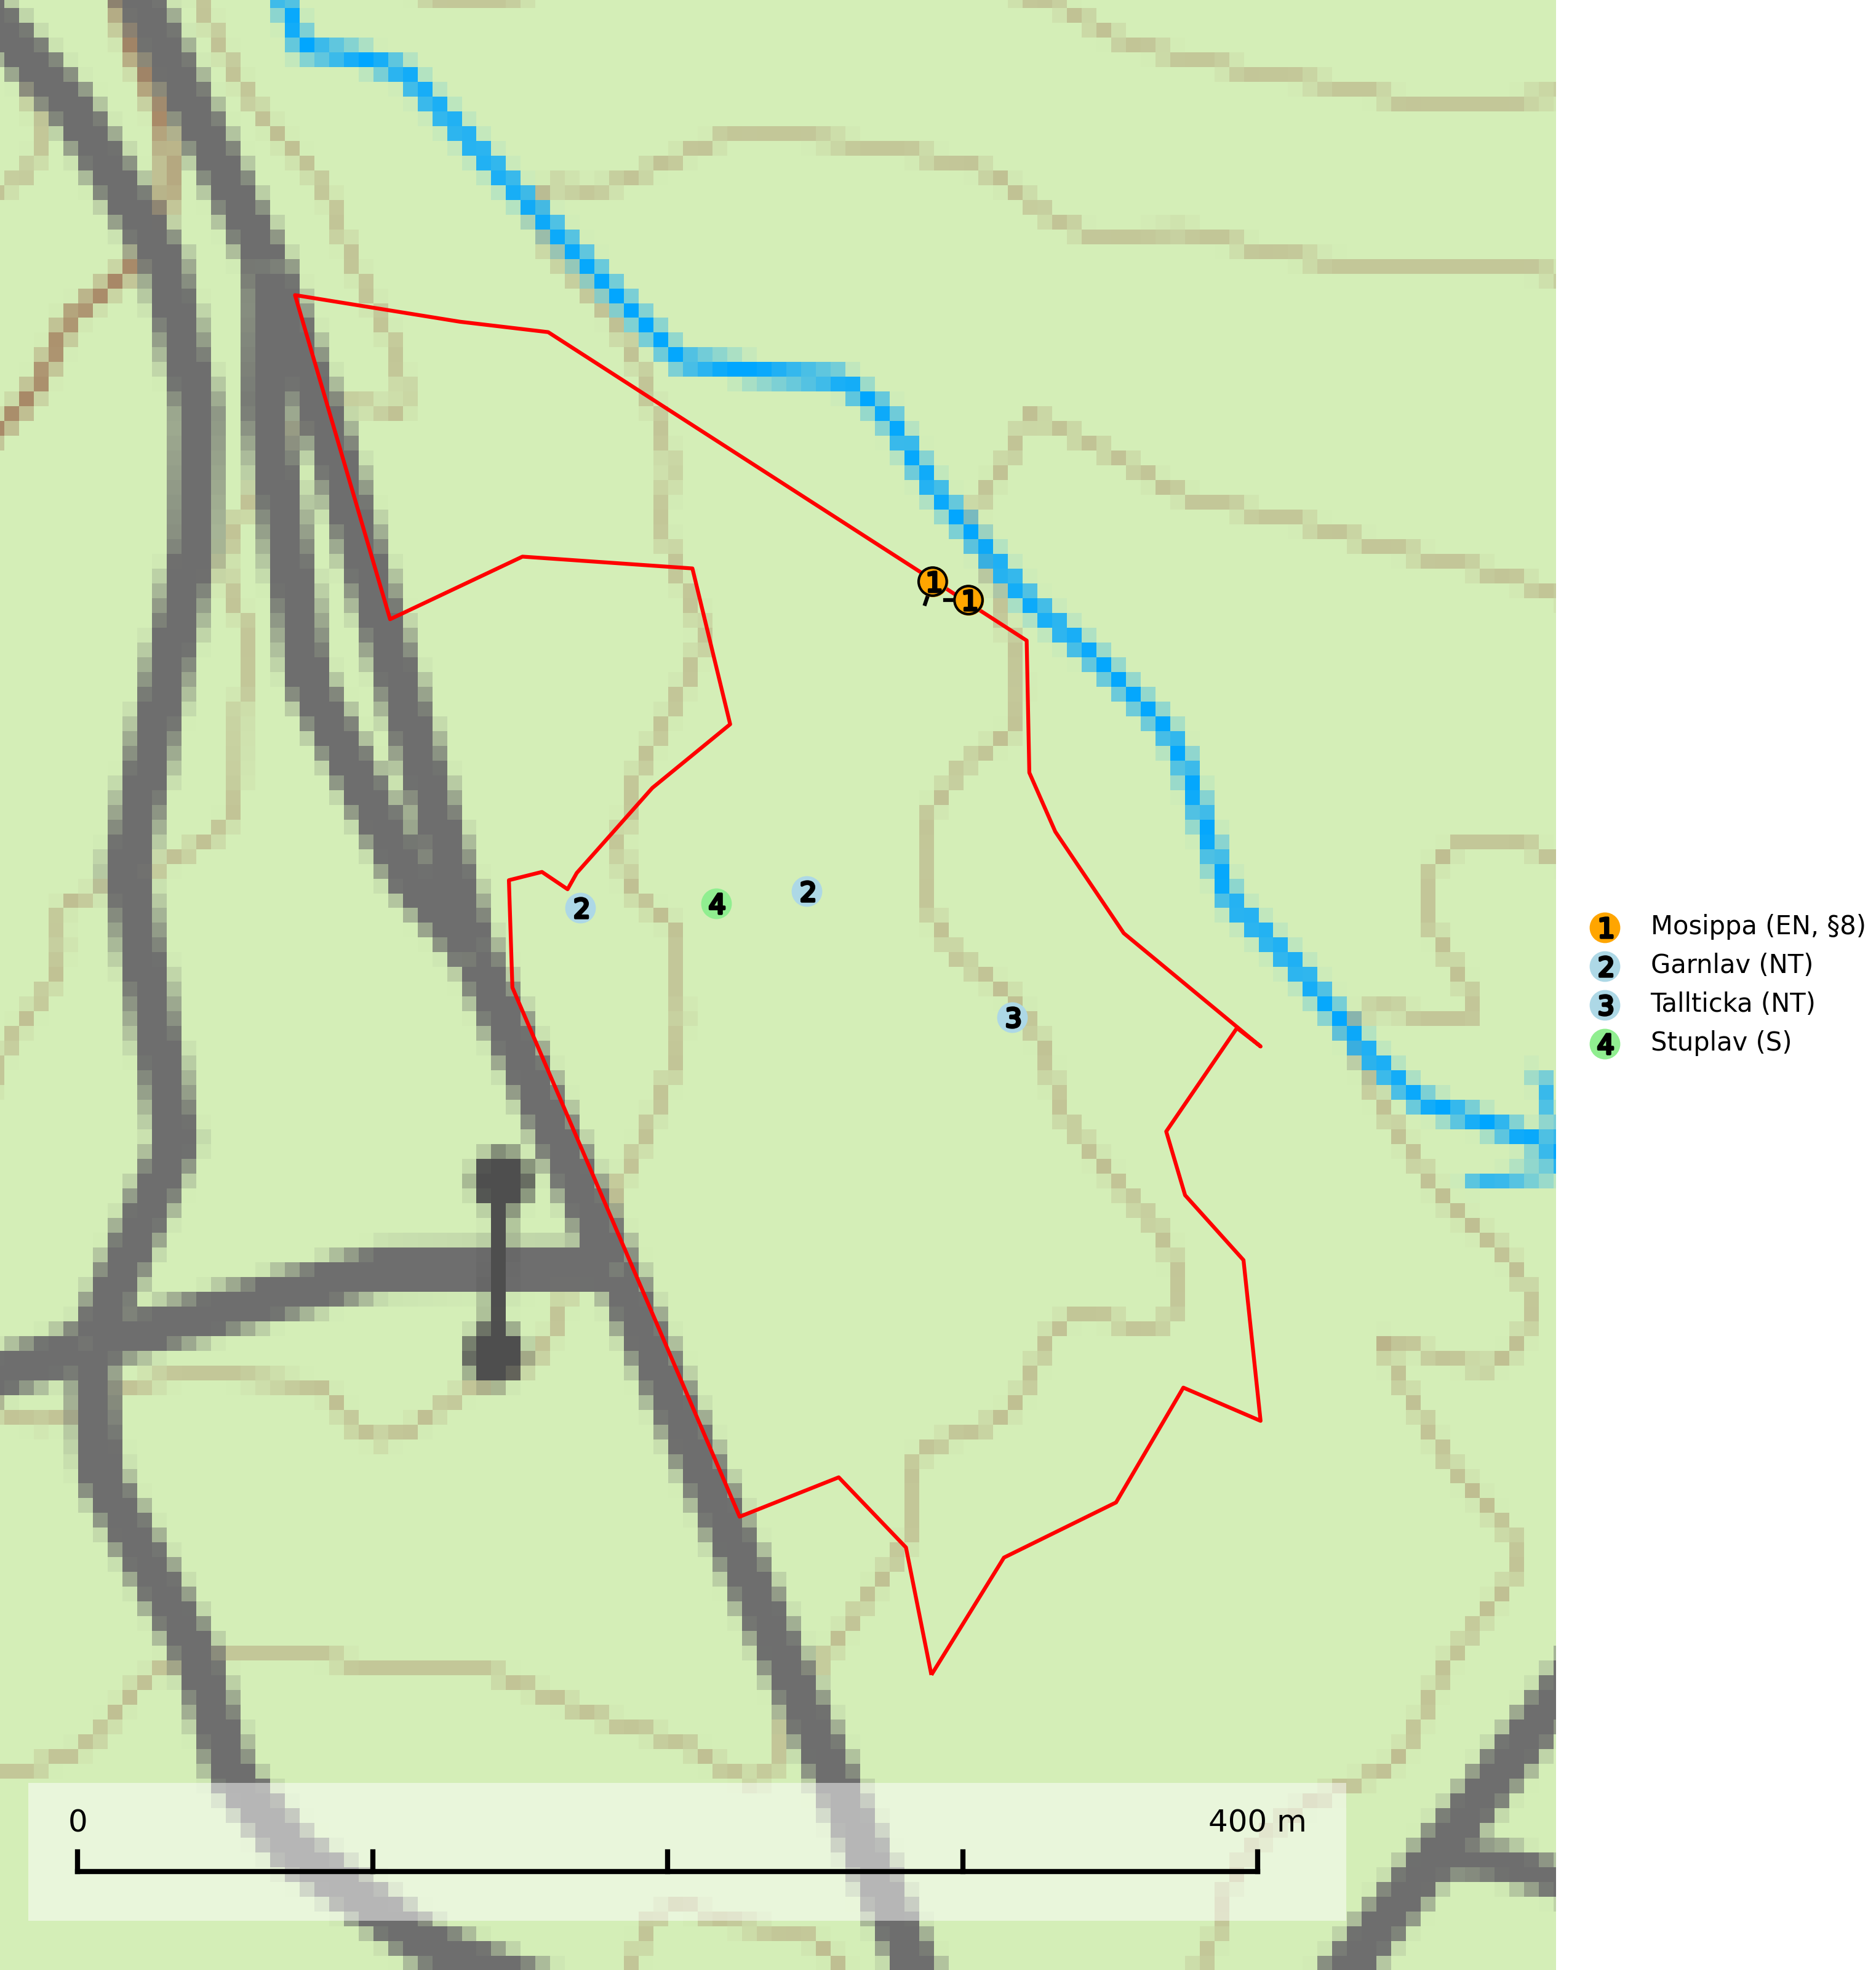 1
1
2
4
2
3
1 Mosippa (EN, §8)
2 Garnlav (NT)
3 Tallticka (NT)
4 Stuplav (S)
0 400 m